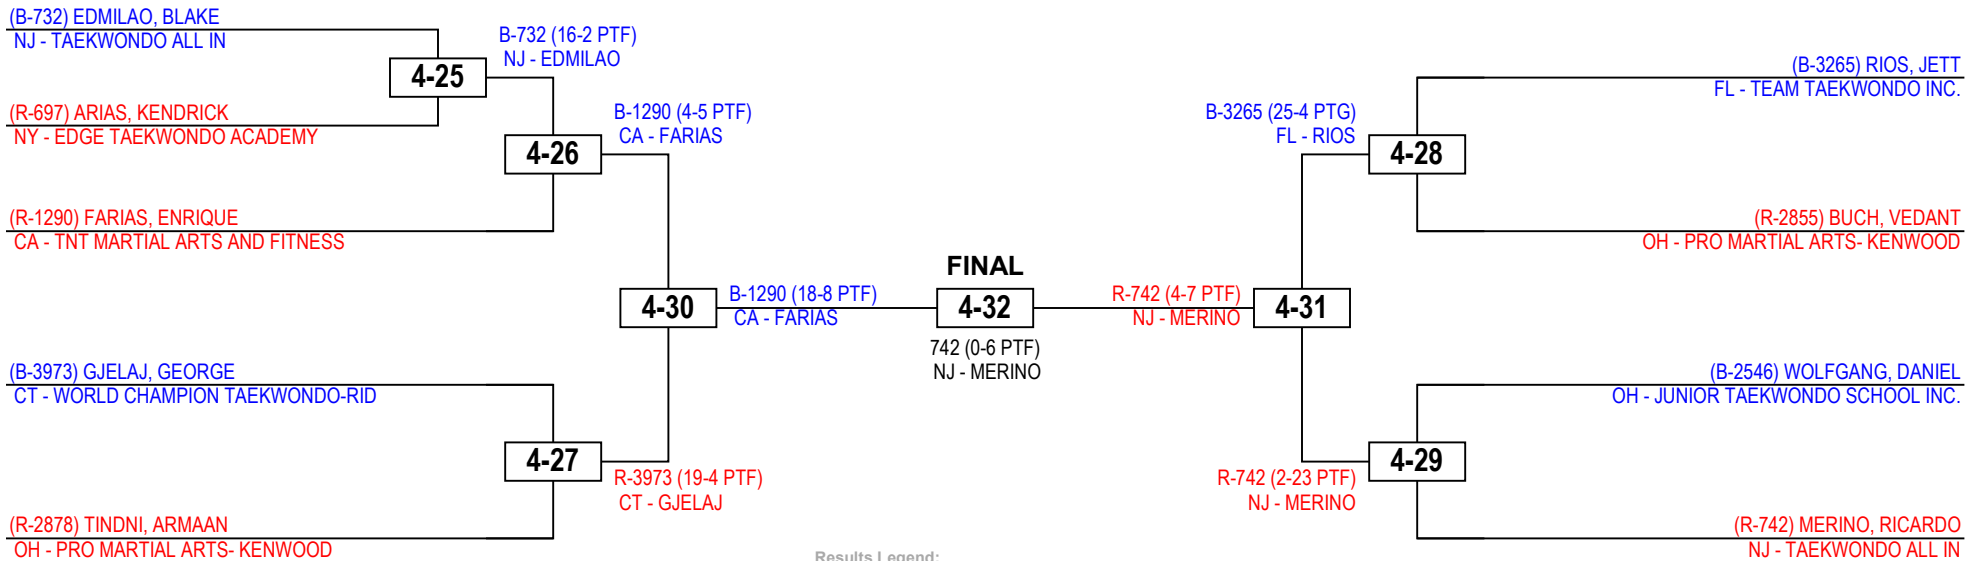 (B-732) EDMILAO, BLAKE
NJ - TAEKWONDO ALL IN
4-25
(R-697) ARIAS, KENDRICK
NY - EDGE TAEKWONDO ACADEMY
B-732 (16-2 PTF)
NJ - EDMILAO
4-26
(R-1290) FARIAS, ENRIQUE
CA - TNT MARTIAL ARTS AND FITNESS
B-1290 (4-5 PTF)
CA - FARIAS
4-30
(B-3973) GJELAJ, GEORGE
CT - WORLD CHAMPION TAEKWONDO-RID
4-27
(R-2878) TINDNI, ARMAAN
OH - PRO MARTIAL ARTS- KENWOOD
R-3973 (19-4 PTF)
CT - GJELAJ
B-1290 (18-8 PTF)
CA - FARIAS
FINAL
4-32
742 (0-6 PTF)
NJ - MERINO
R-742 (4-7 PTF)
NJ - MERINO
4-31
B-3265 (25-4 PTG)
FL - RIOS
4-28
(B-3265) RIOS, JETT
FL - TEAM TAEKWONDO INC.
(R-2855) BUCH, VEDANT
OH - PRO MARTIAL ARTS- KENWOOD
(B-2546) WOLFGANG, DANIEL
OH - JUNIOR TAEKWONDO SCHOOL INC.
4-29
R-742 (2-23 PTF)
NJ - MERINO
(R-742) MERINO, RICARDO
NJ - TAEKWONDO ALL IN
Results Legend: